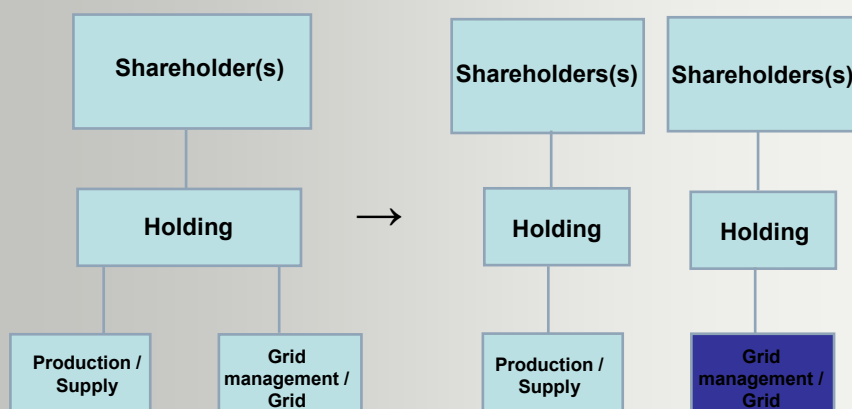 Shareholder(s)
Shareholders(s)
Shareholders(s)
Holding
→
Holding
Holding
Production /
Supply
Grid
management /
Grid
Production /
Supply
Grid
management /
Grid